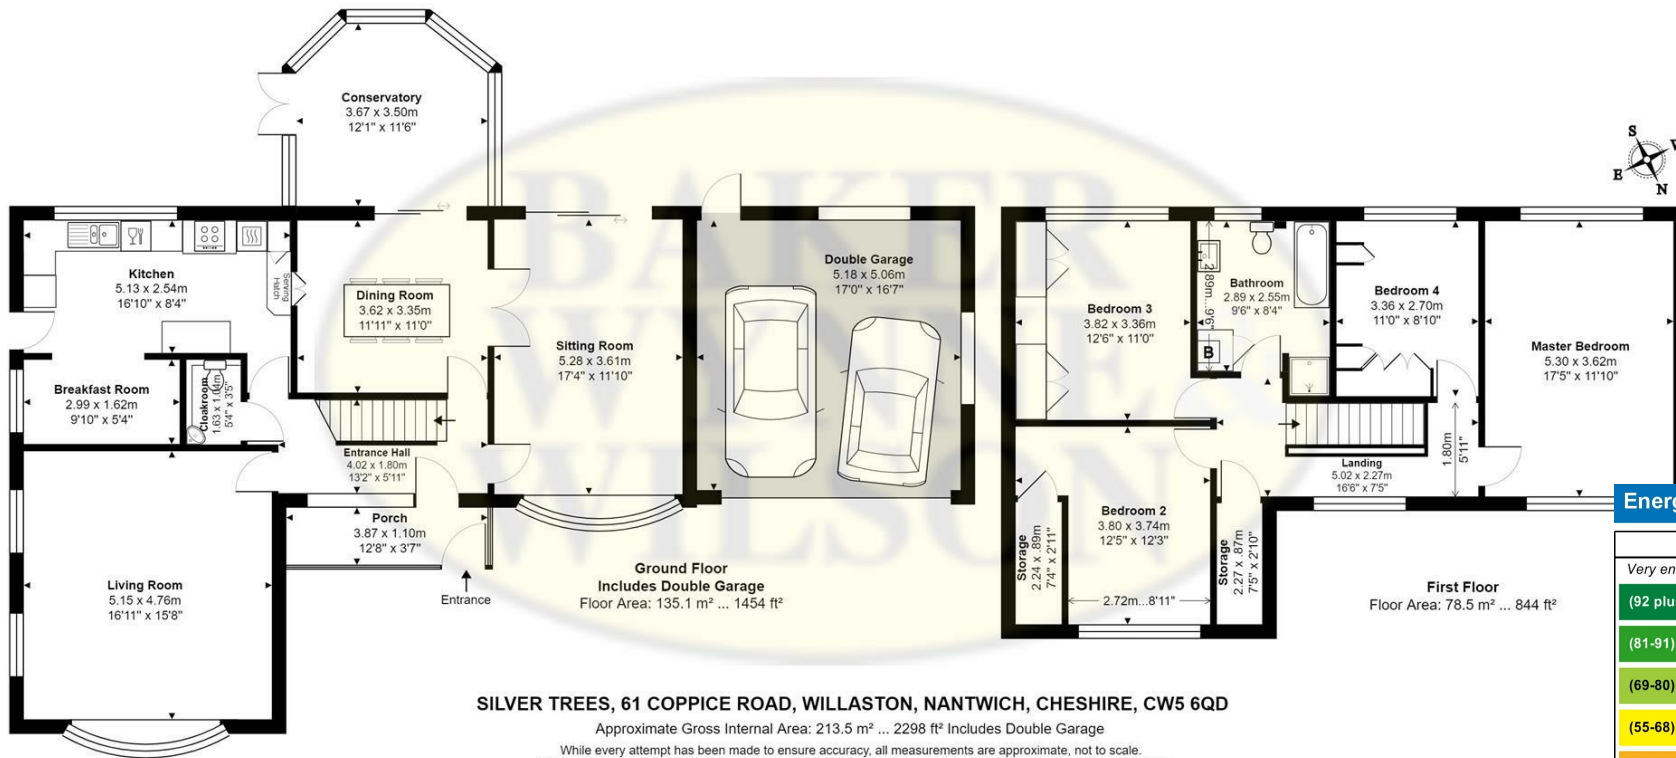 Conservatory
3.67 x 3.50m
12'1" x 11'6"
S
W
E
N
Kitchen
5.13 x 2.54m
16'10" x 8'4"
Serving
Hatch
Dining Room
3.62 x 3.35m
11'11" x 11'0"
Sitting Room
5.28 x 3.61m
17'4" x 11'10"
Double Garage
5.18 x 5.06m
17'0" x 16'7"
Breakfast Room
2.99 x 1.62m
9'10" x 5'4"
Cloakroom
1.63 x 1.04m
5'4" x 3'5"
Entrance Hall
4.02 x 1.80m
13'2" x 5'11"
Porch
3.87 x 1.10m
12'8" x 3'7"
Living Room
5.15 x 4.76m
16'11" x 15'8"
Entrance
Ground Floor
Includes Double Garage
Floor Area: 135.1 m² ... 1454 ft²
BAKER
WYNNE &
WILSON
Bedroom 3
3.82 x 3.36m
12'6" x 11'0"
2.89m...9'6"
Bathroom
2.89 x 2.55m
9'6" x 8'4"
B
Bedroom 4
3.36 x 2.70m
11'0" x 8'10"
Master Bedroom
5.30 x 3.62m
17'5" x 11'10"
1.80m
5'11"
Landing
5.02 x 2.27m
16'6" x 7'5"
Bedroom 2
3.80 x 3.74m
12'5" x 12'3"
Storage
2.24 x .89m
7'4" x 2'11"
Storage
2.27 x .87m
7'5" x 2'10"
2.72m...8'11"
First Floor
Floor Area: 78.5 m² ... 844 ft²
Energ
Very en
(92 plu
(81-91)
(69-80)
(55-68)
SILVER TREES, 61 COPPICE ROAD, WILLASTON, NANTWICH, CHESHIRE, CW5 6QD
Approximate Gross Internal Area: 213.5 m² ... 2298 ft² Includes Double Garage
While every attempt has been made to ensure accuracy, all measurements are approximate, not to scale.